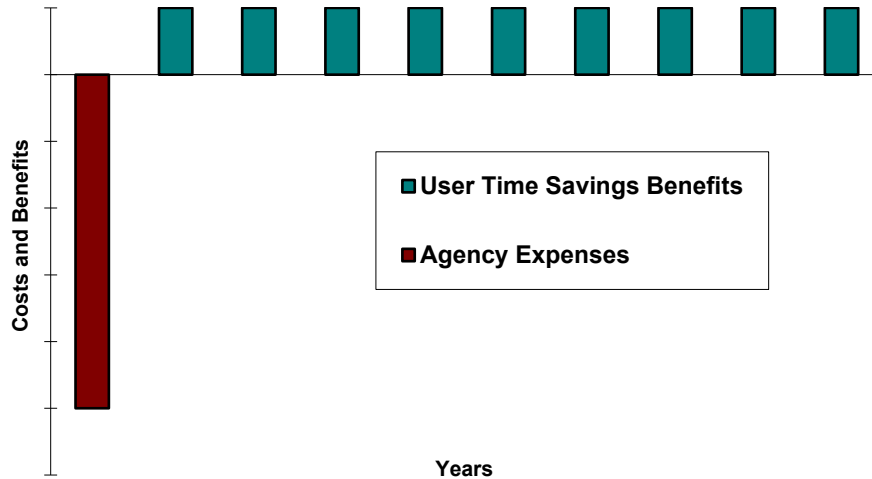 Costs and Benefits
User Time Savings Benefits
Agency Expenses
Years